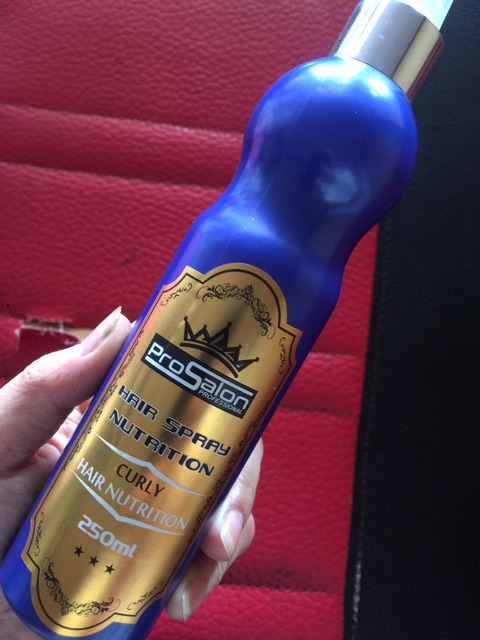 ProSalon
PROFESSIONAL
HAIR SPRAY
NUTRITION
CURLY
HAIR NUTRITION
250ml